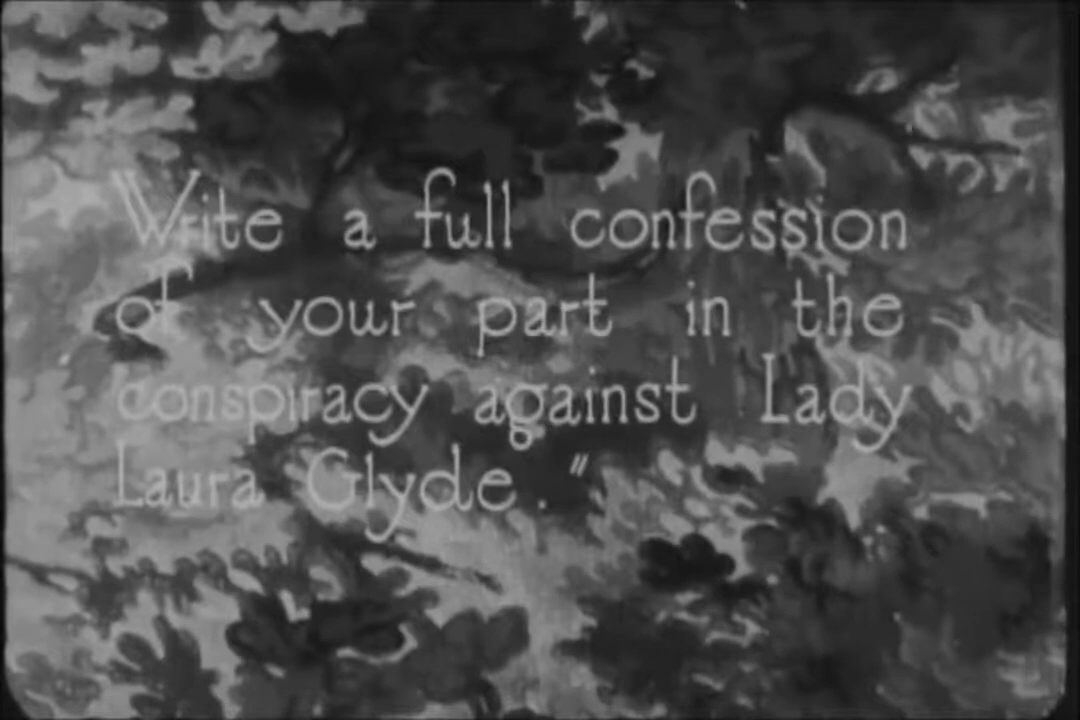 Write a full confession
of your part in the
conspiracy against Lady
Laura Glyde."